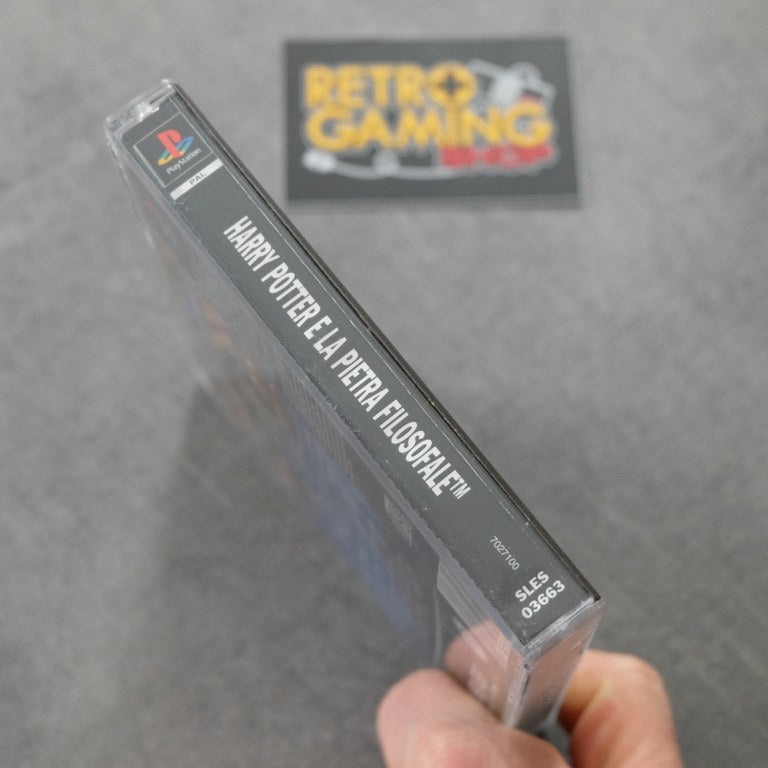 RETRO
GAMING
SHOP
PlayStation
PAL
HARRY POTTER E LA PIETRA FILOSOFALE™
7027100
SLES
03663